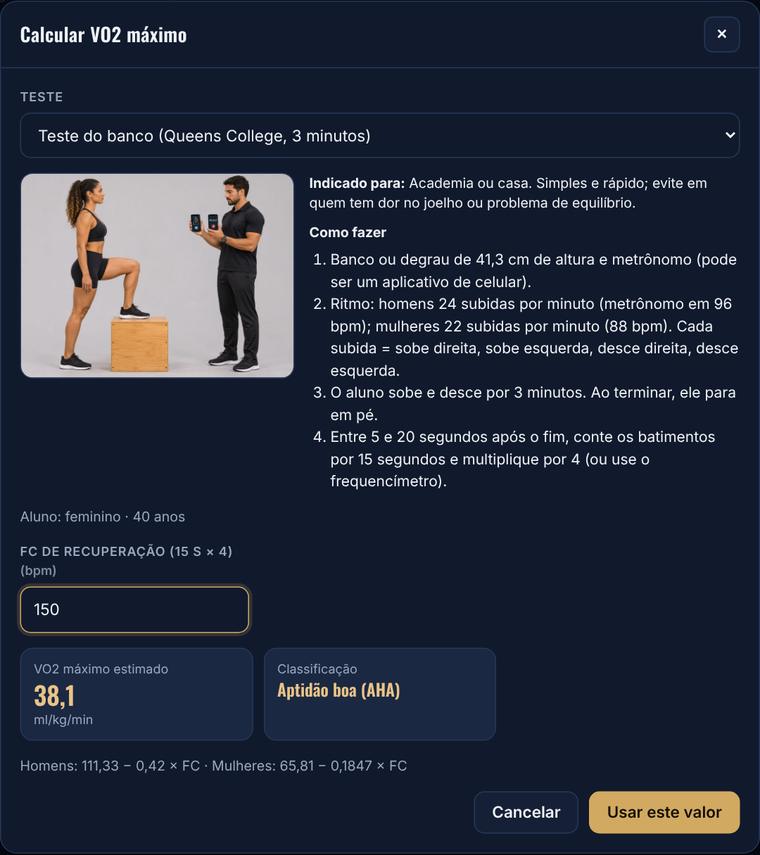 Calcular VO2 máximo
×
TESTE
Teste do banco (Queens College, 3 minutos)
Indicado para: Academia ou casa. Simples e rápido; evite em
quem tem dor no joelho ou problema de equilíbrio.
Como fazer
1. Banco ou degrau de 41,3 cm de altura e metrônomo (pode
ser um aplicativo de celular).
2. Ritmo: homens 24 subidas por minuto (metrônomo em 96
bpm); mulheres 22 subidas por minuto (88 bpm). Cada
subida = sobe direita, sobe esquerda, desce direita, desce
esquerda.
3. O aluno sobe e desce por 3 minutos. Ao terminar, ele para
em pé.
4. Entre 5 e 20 segundos após o fim, conte os batimentos
por 15 segundos e multiplique por 4 (ou use o
frequencímetro).
Aluno: feminino · 40 anos
FC DE RECUPERAÇÃO (15 S × 4)
(bpm)
150
VO2 máximo estimado
38,1
ml/kg/min
Classificação
Aptidão boa (AHA)
Homens: 111,33 − 0,42 × FC · Mulheres: 65,81 − 0,1847 × FC
Cancelar
Usar este valor